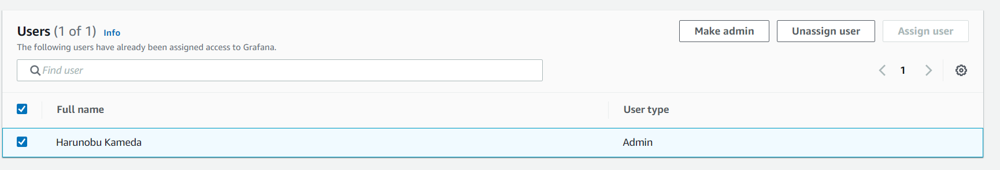 Users (1 of 1) Info
Make admin
Unassign user
Assign user
The following users have already been assigned access to Grafana.
Find user
1
Full name
User type
Harunobu Kameda
Admin